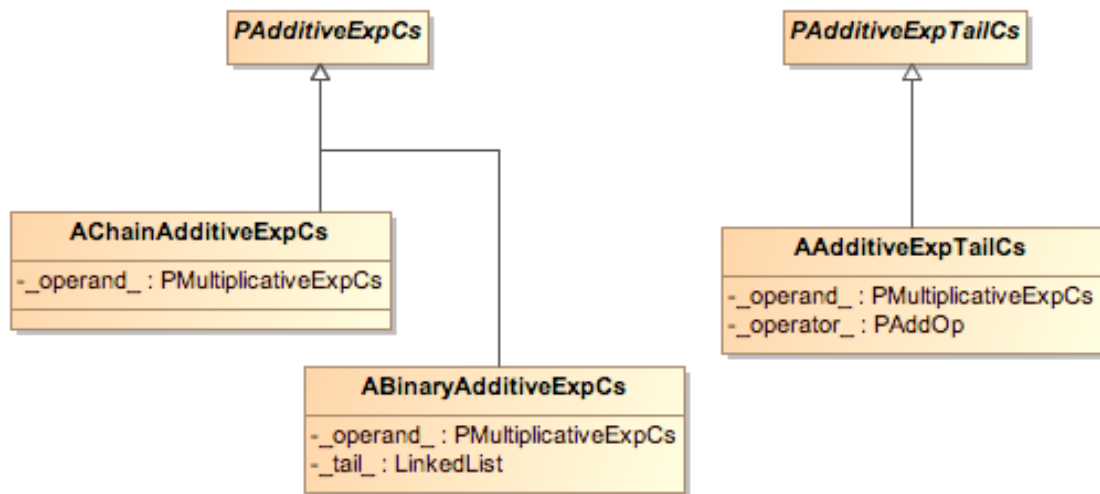 PAdditiveExpCs
PAdditiveExpTailCs
AChainAdditiveExpCs
-_operand_ : PMultiplicativeExpCs
AAdditiveExpTailCs
-_operand_ : PMultiplicativeExpCs
-_operator_ : PAddOp
ABinaryAdditiveExpCs
-_operand_ : PMultiplicativeExpCs
-_tail_ : LinkedList